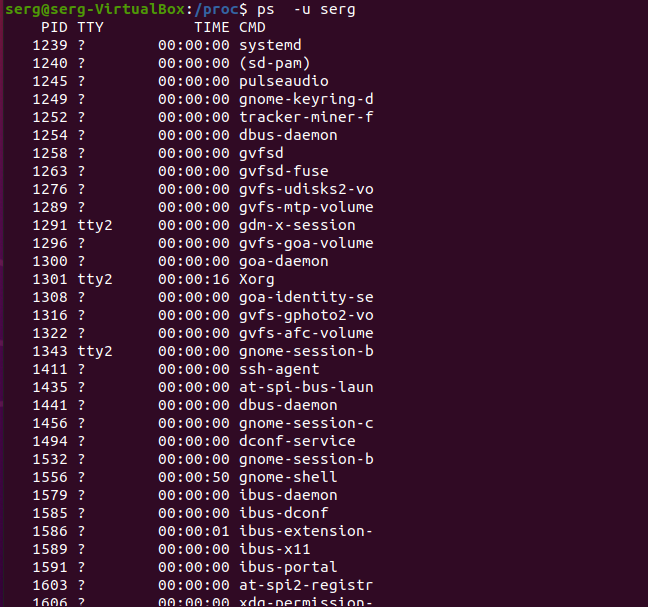 serg@serg-VirtualBox:/proc$ ps  -u serg
    PID TTY          TIME CMD
   1239 ?        00:00:00 systemd
   1240 ?        00:00:00 (sd-pam)
   1245 ?        00:00:00 pulseaudio
   1249 ?        00:00:00 gnome-keyring-d
   1252 ?        00:00:00 tracker-miner-f
   1254 ?        00:00:00 dbus-daemon
   1258 ?        00:00:00 gvfsd
   1263 ?        00:00:00 gvfsd-fuse
   1276 ?        00:00:00 gvfs-udisks2-vo
   1289 ?        00:00:00 gvfs-mtp-volume
   1291 tty2     00:00:00 gdm-x-session
   1296 ?        00:00:00 gvfs-goa-volume
   1300 ?        00:00:00 goa-daemon
   1301 tty2     00:00:16 Xorg
   1308 ?        00:00:00 goa-identity-se
   1316 ?        00:00:00 gvfs-gphoto2-vo
   1322 ?        00:00:00 gvfs-afc-volume
   1343 tty2     00:00:00 gnome-session-b
   1411 ?        00:00:00 ssh-agent
   1435 ?        00:00:00 at-spi-bus-laun
   1441 ?        00:00:00 dbus-daemon
   1456 ?        00:00:00 gnome-session-c
   1494 ?        00:00:00 dconf-service
   1532 ?        00:00:00 gnome-session-b
   1556 ?        00:00:50 gnome-shell
   1579 ?        00:00:00 ibus-daemon
   1585 ?        00:00:00 ibus-dconf
   1586 ?        00:00:01 ibus-extension-
   1589 ?        00:00:00 ibus-x11
   1591 ?        00:00:00 ibus-portal
   1603 ?        00:00:00 at-spi2-registr
   1606 ?        00:00:00 xdg-permission-